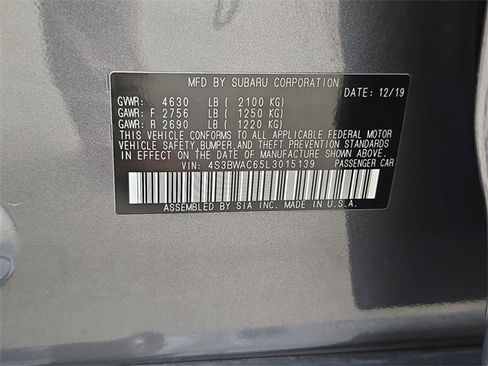 MFD BY SUBARU CORPORATION
DATE: 12/19
GVWR: 4630 LB ( 2100 KG)
GAWR: F 2756 LB ( 1250 KG)
GAWR: R 2690 LB ( 1220 KG)
THIS VEHICLE CONFORMS TO ALL APPLICABLE FEDERAL MOTOR
VEHICLE SAFETY,BUMPER,AND THEFT PREVENTION STANDARDS
IN EFFECT ON THE DATE OF MANUFACTURE SHOWN ABOVE.
VIN: 4S3BWAC65L3015139 PASSENGER CAR
ASSEMBLED BY SIA INC. MADE IN U.S.A.